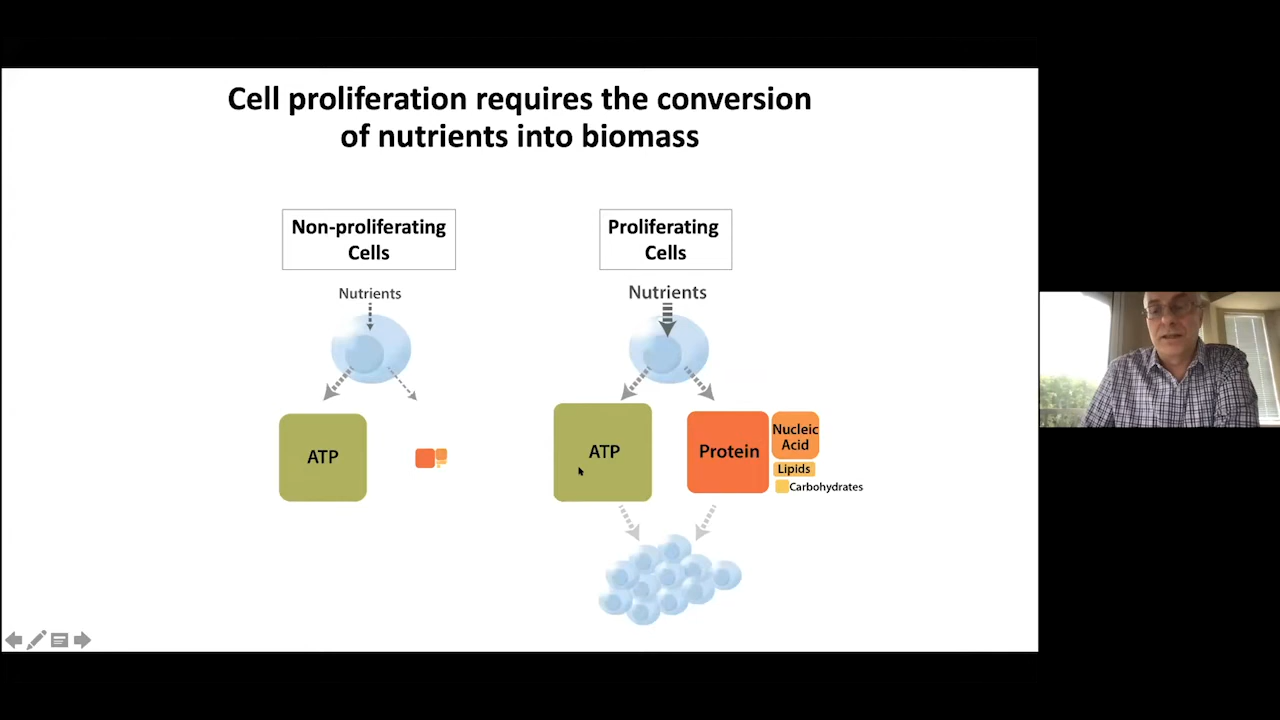 Cell proliferation requires the conversion
of nutrients into biomass
Non-proliferating
Cells
Nutrients
ATP
Proliferating
Cells
Nutrients
ATP
Protein
Nucleic
Acid
Lipids
Carbohydrates